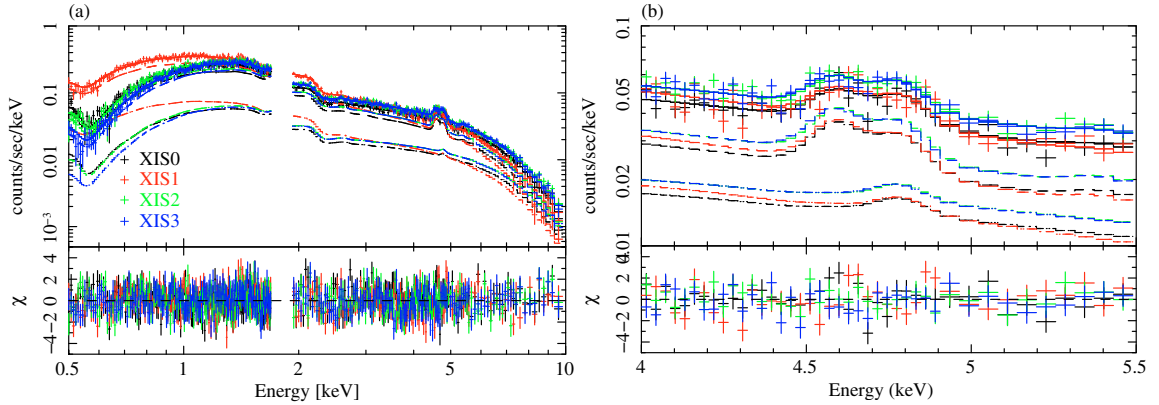 (a)
counts/sec/keV
1
0.1
0.01
10⁻³
XIS0
XIS1
XIS2
XIS3
χ
4
2
0
−2
−4
0.5
1
2
5
10
Energy [keV]
(b)
counts/sec/keV
0.1
0.05
0.02
0.01
χ
4
2
0
−2
−4
4
4.5
5
5.5
Energy (keV)